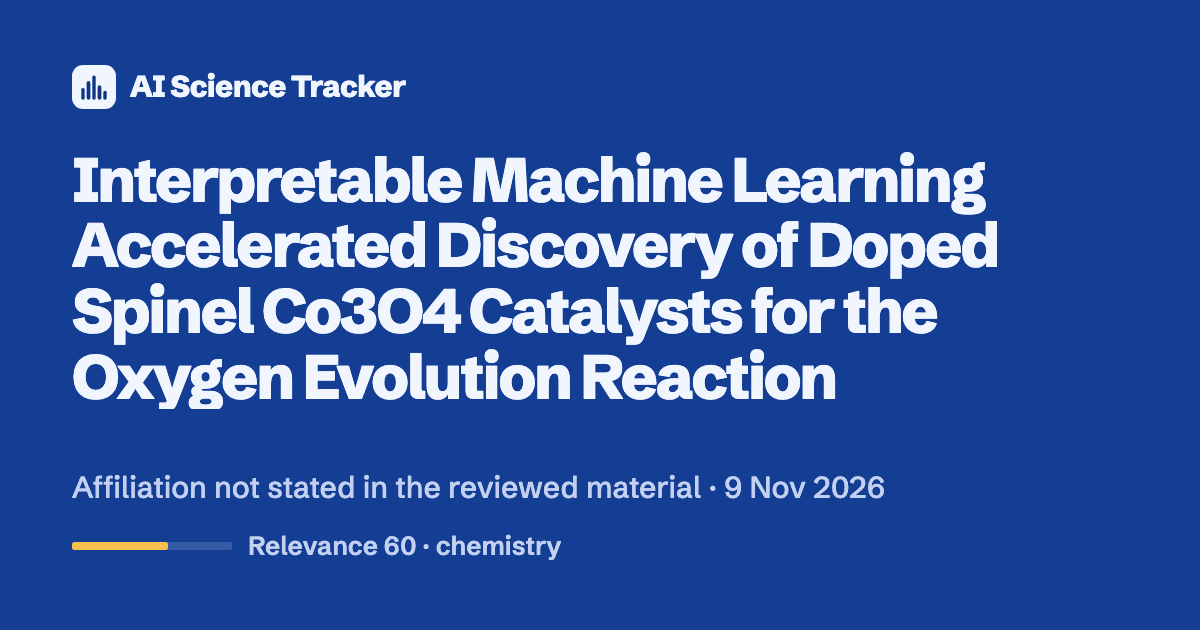 AI Science Tracker
Interpretable Machine Learning
Accelerated Discovery of Doped
Spinel Co3O4 Catalysts for the
Oxygen Evolution Reaction
Affiliation not stated in the reviewed material · 9 Nov 2026
Relevance 60 · chemistry